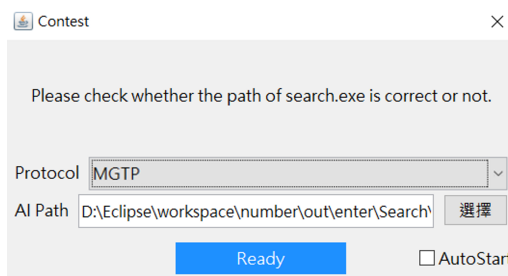 Contest
Please check whether the path of search.exe is correct or not.
Protocol MGTP
AI Path D:\Eclipse\workspace\number\out\enter\Search\ 選擇
Ready AutoStart